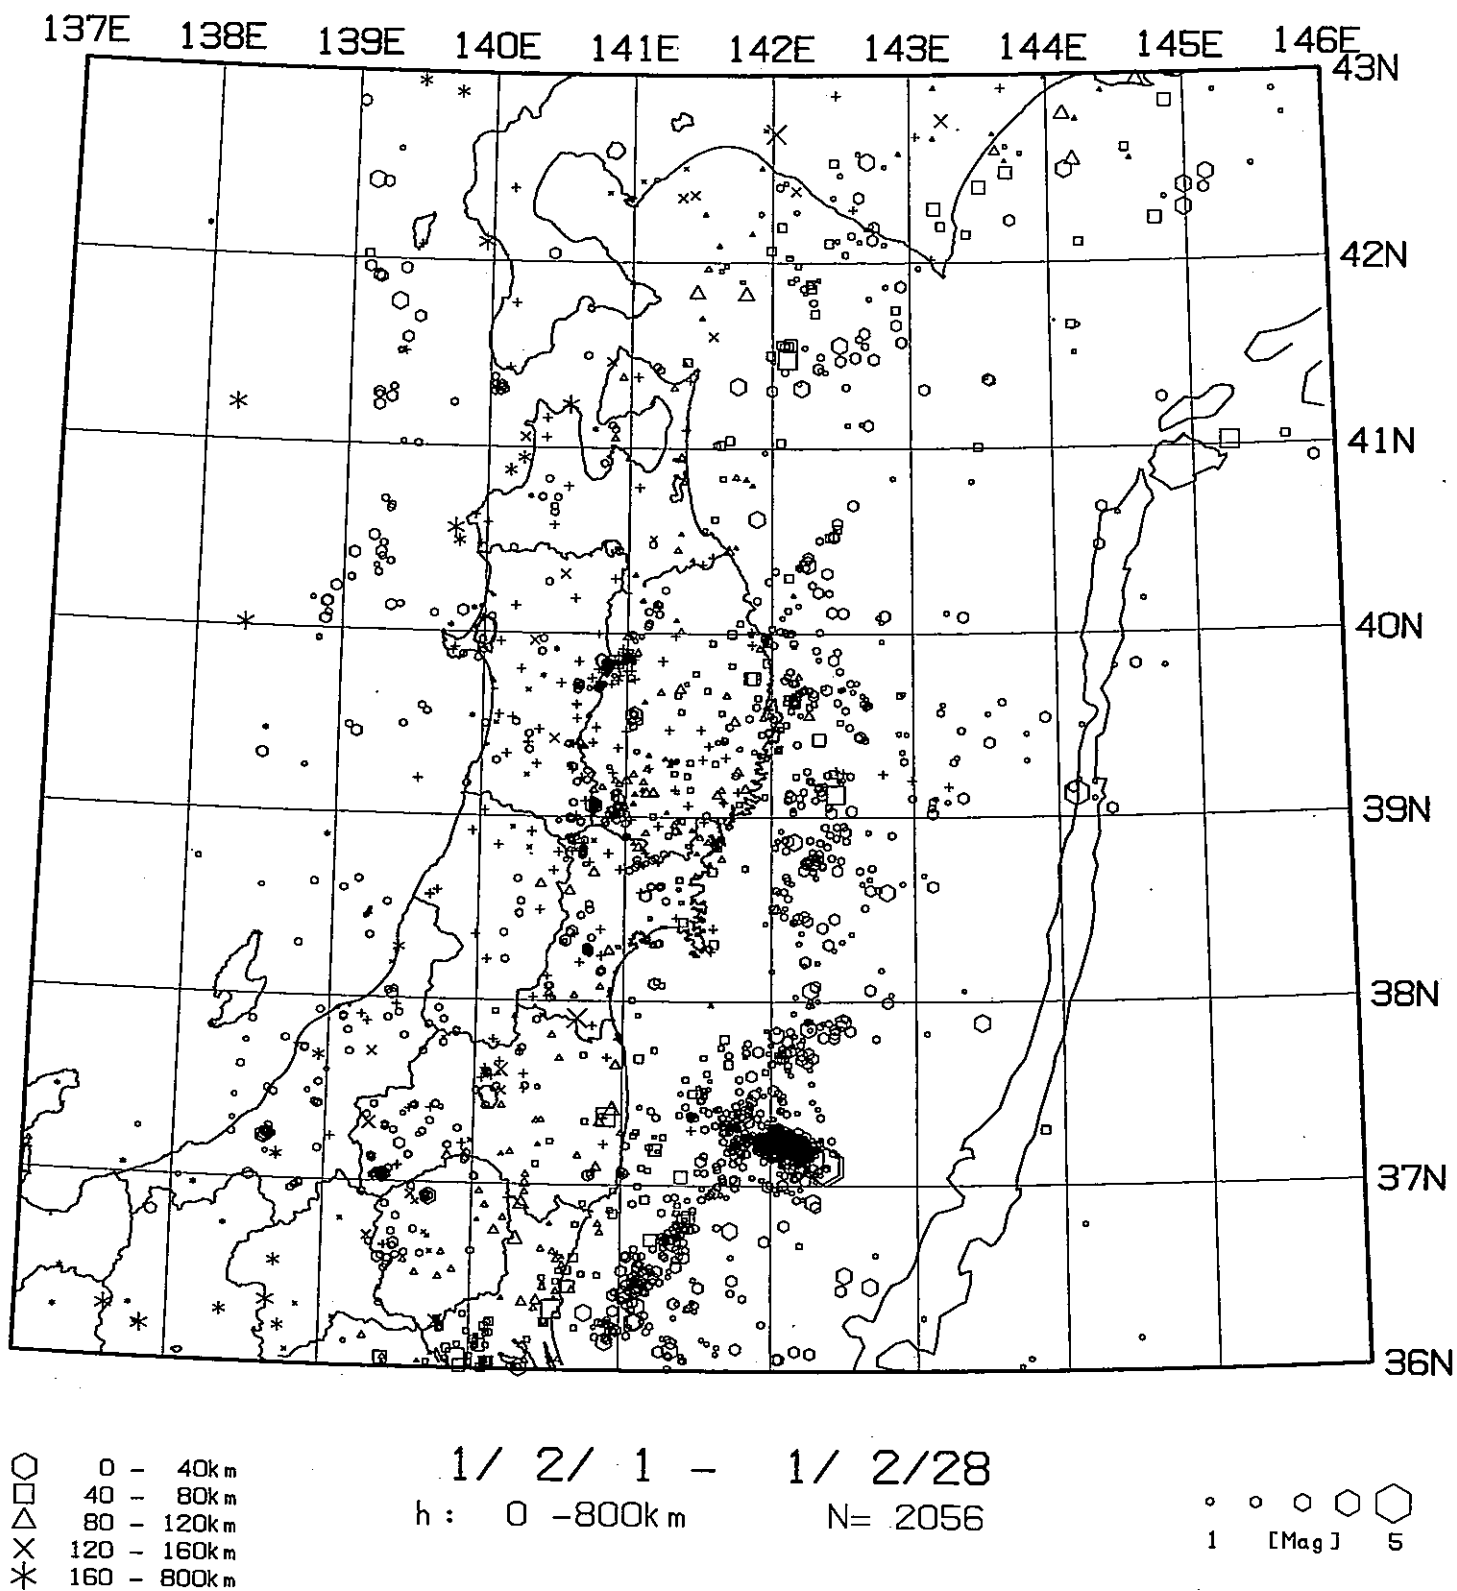 137E 138E 139E 140E 141E 142E 143E 144E 145E 146E
43N
42N
41N
40N
39N
38N
37N
36N
1/ 2/ 1 - 1/ 2/28
h: 0 -800km N= 2056
0 - 40km
40 - 80km
80 - 120km
120 - 160km
160 - 800km
1 [Mag] 5